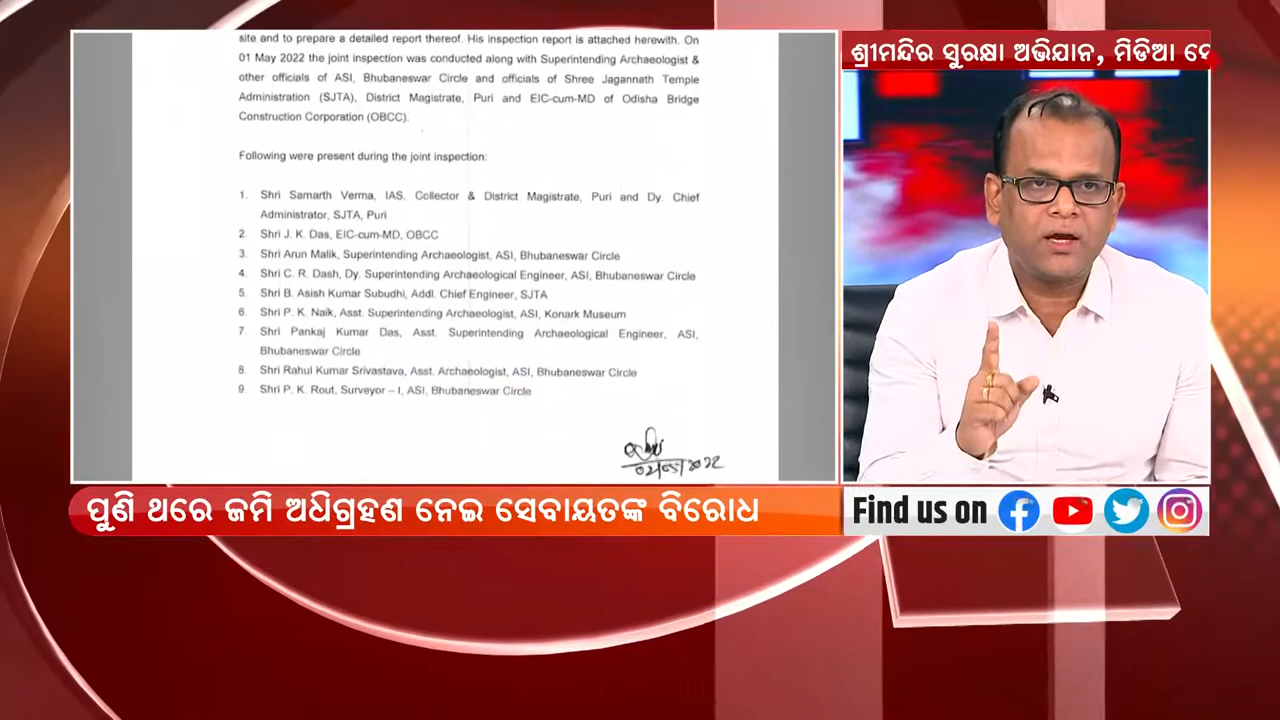 site and to prepare a detailed report thereof. His inspection report is attached herewith. On
01 May 2022 the joint inspection was conducted along with Superintending Archaeologist &
other officials of ASI, Bhubaneswar Circle and officials of Shree Jagannath Temple
Administration (SJTA), District Magistrate, Puri and EIC-cum-MD of Odisha Bridge
Construction Corporation (OBCC).
Following were present during the joint inspection:
1. Shri Samarth Verma, IAS, Collector & District Magistrate, Puri and Dy. Chief
Administrator, SJTA, Puri
2. Shri J. K. Das, EIC-cum-MD, OBCC
3. Shri Arun Malik, Superintending Archaeologist, ASI, Bhubaneswar Circle
4. Shri C. R. Dash, Dy. Superintending Archaeological Engineer, ASI, Bhubaneswar Circle
5. Shri B. Asish Kumar Subudhi, Addl. Chief Engineer, SJTA
6. Shri P. K. Naik, Asst. Superintending Archaeologist, ASI, Konark Museum
7. Shri Pankaj Kumar Das, Asst. Superintending Archaeological Engineer, ASI,
Bhubaneswar Circle
8. Shri Rahul Kumar Srivastava, Asst. Archaeologist, ASI, Bhubaneswar Circle
9. Shri P. K. Rout, Surveyor – I, ASI, Bhubaneswar Circle
ଶ୍ରୀମନ୍ଦିର ସୁରକ୍ଷା ଅଭିଯାନ, ମିଡିଆ
ପୁଣି ଥରେ ଜମି ଅଧିଗ୍ରହଣ ନେଇ ସେବାୟତଙ୍କ ବିରୋଧ
Find us on